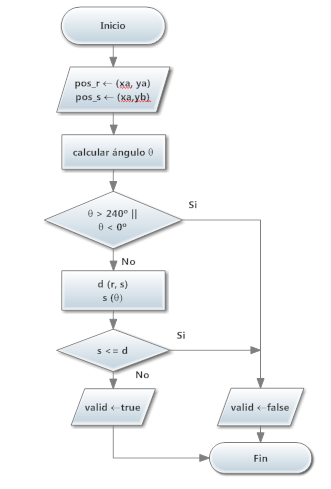 Inicio
pos_r ← (xa, ya)
pos_s ← (xa,yb)
calcular ángulo θ
θ > 240º ||
θ < 0º
Si
No
d (r, s)
s (θ)
s <= d
Si
No
valid ←true
valid ←false
Fin